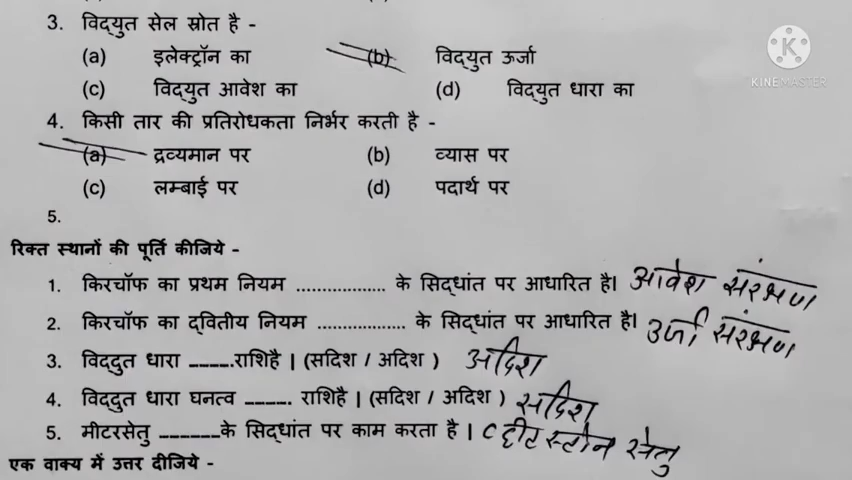 3. विद्युत सेल स्रोत है -
(a) इलेक्ट्रॉन का (b) विद्युत ऊर्जा
(c) विद्युत आवेश का (d) विद्युत धारा का
K
KINEMASTER
4. किसी तार की प्रतिरोधकता निर्भर करती है -
(a) द्रव्यमान पर (b) व्यास पर
(c) लम्बाई पर (d) पदार्थ पर
5.
रिक्त स्थानों की पूर्ति कीजिये -
1. किरचॉफ का प्रथम नियम ................. के सिद्धांत पर आधारित है। आवेश संरक्षण
2. किरचॉफ का द्वितीय नियम ................. के सिद्धांत पर आधारित है। उर्जा संरक्षण
3. विद्दुत धारा _____.राशिहै | (सदिश / अदिश ) अदिश
4. विद्दुत धारा घनत्व _____. राशिहै | (सदिश / अदिश ) सदिश
5. मीटरसेतु ______के सिद्धांत पर काम करता है | व्हीटस्टोन सेतु
एक वाक्य में उत्तर दीजिये -